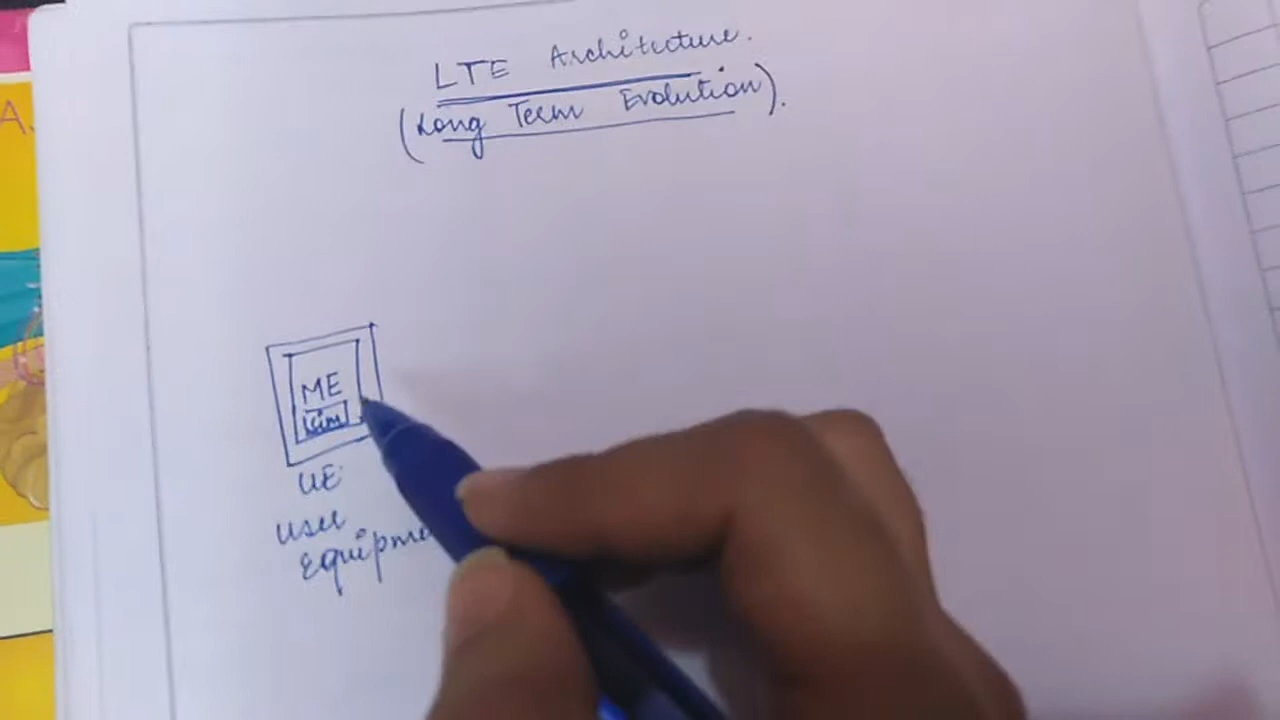 LTE Architecture.
(Long Term Evolution).
ME
sim
UE
user
equipme
A.